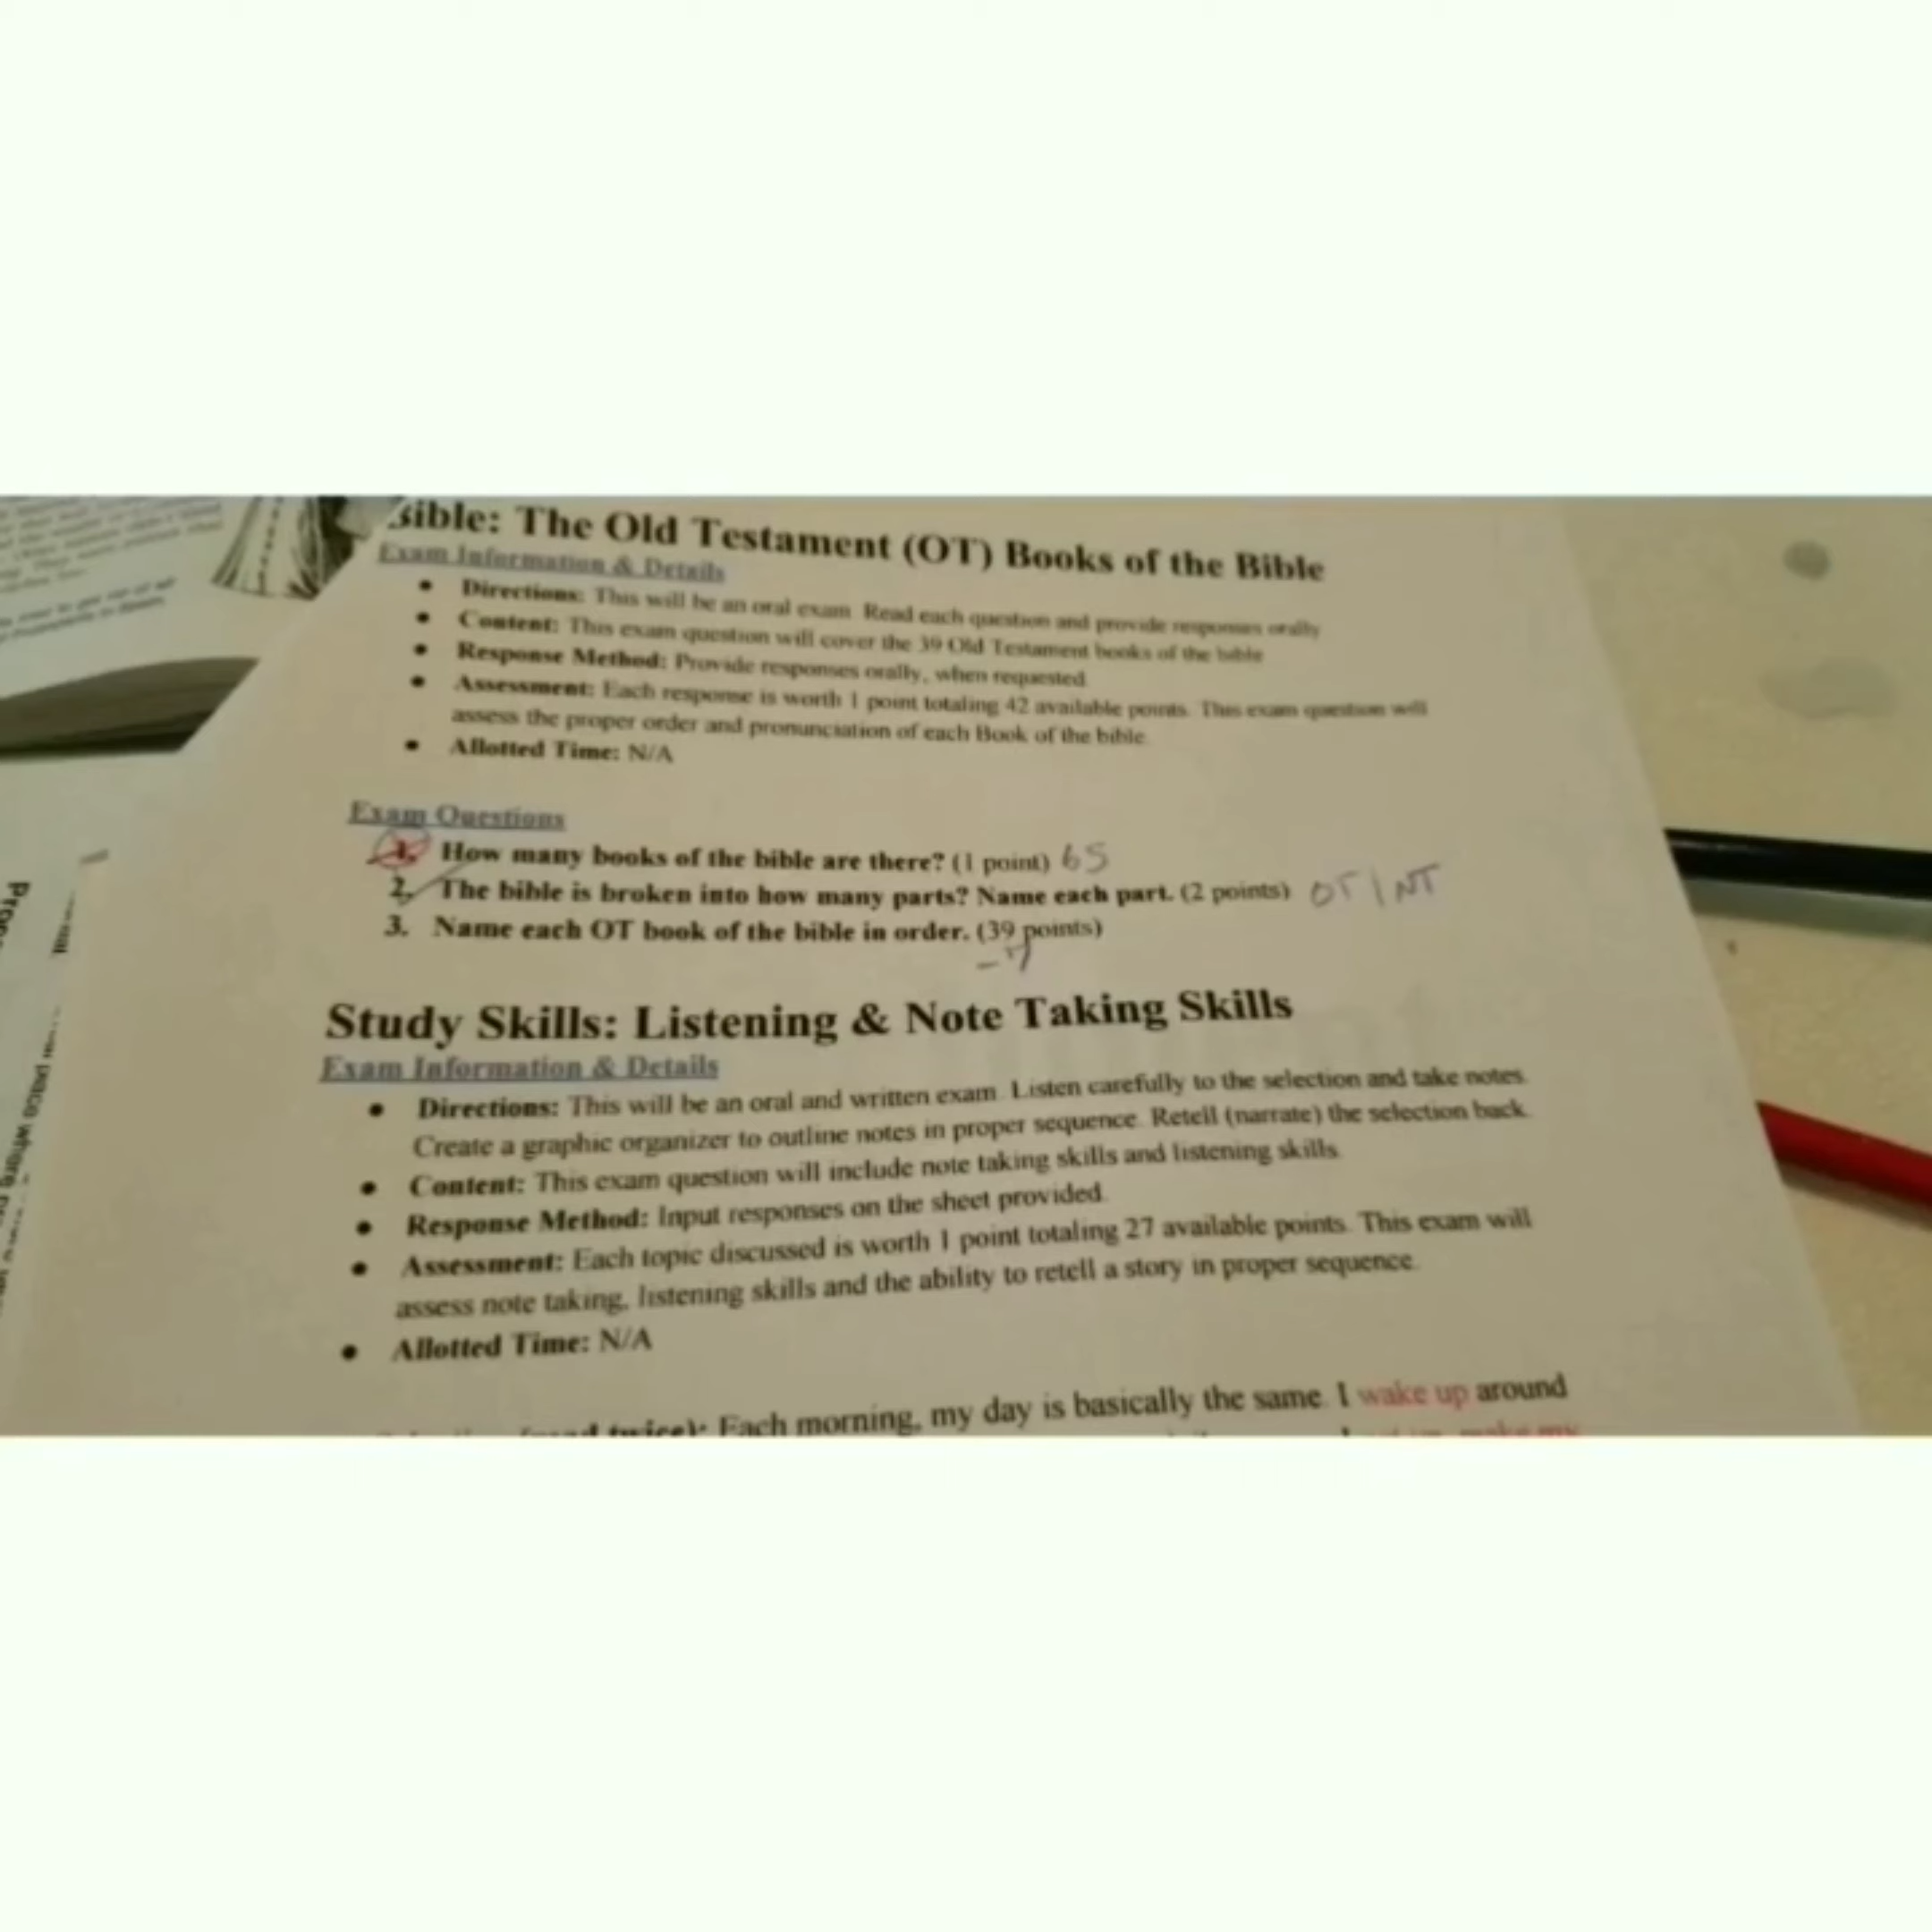 Bible: The Old Testament (OT) Books of the Bible
Exam Information & Details
• Directions: This will be an oral exam. Read each question and provide responses orally
• Content: This exam question will cover the 39 Old Testament books of the bible
• Response Method: Provide responses orally, when requested.
• Assessment: Each response is worth 1 point totaling 42 available points. This exam question will
assess the proper order and pronunciation of each Book of the bible.
• Allotted Time: N/A
Exam Questions
1. How many books of the bible are there? (1 point) 65
2. The bible is broken into how many parts? Name each part. (2 points) OT / NT
3. Name each OT book of the bible in order. (39 points)
-7
Study Skills: Listening & Note Taking Skills
Exam Information & Details
• Directions: This will be an oral and written exam. Listen carefully to the selection and take notes.
Create a graphic organizer to outline notes in proper sequence. Retell (narrate) the selection back.
• Content: This exam question will include note taking skills and listening skills.
• Response Method: Input responses on the sheet provided.
• Assessment: Each topic discussed is worth 1 point totaling 27 available points. This exam will
assess note taking, listening skills and the ability to retell a story in proper sequence.
• Allotted Time: N/A
(read twice): Each morning, my day is basically the same. I wake up around
make my